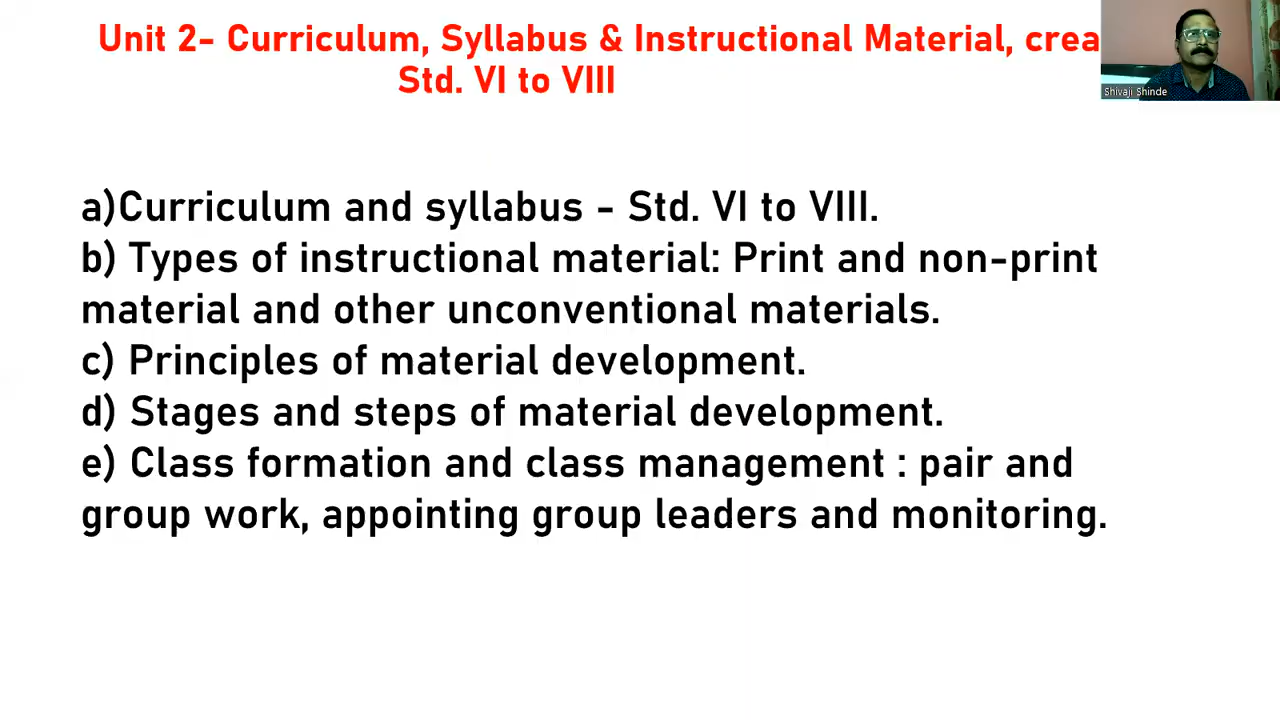 Unit 2- Curriculum, Syllabus & Instructional Material, crea
Std. VI to VIII
Shivaji Shinde
a)Curriculum and syllabus - Std. VI to VIII.
b) Types of instructional material: Print and non-print
material and other unconventional materials.
c) Principles of material development.
d) Stages and steps of material development.
e) Class formation and class management : pair and
group work, appointing group leaders and monitoring.